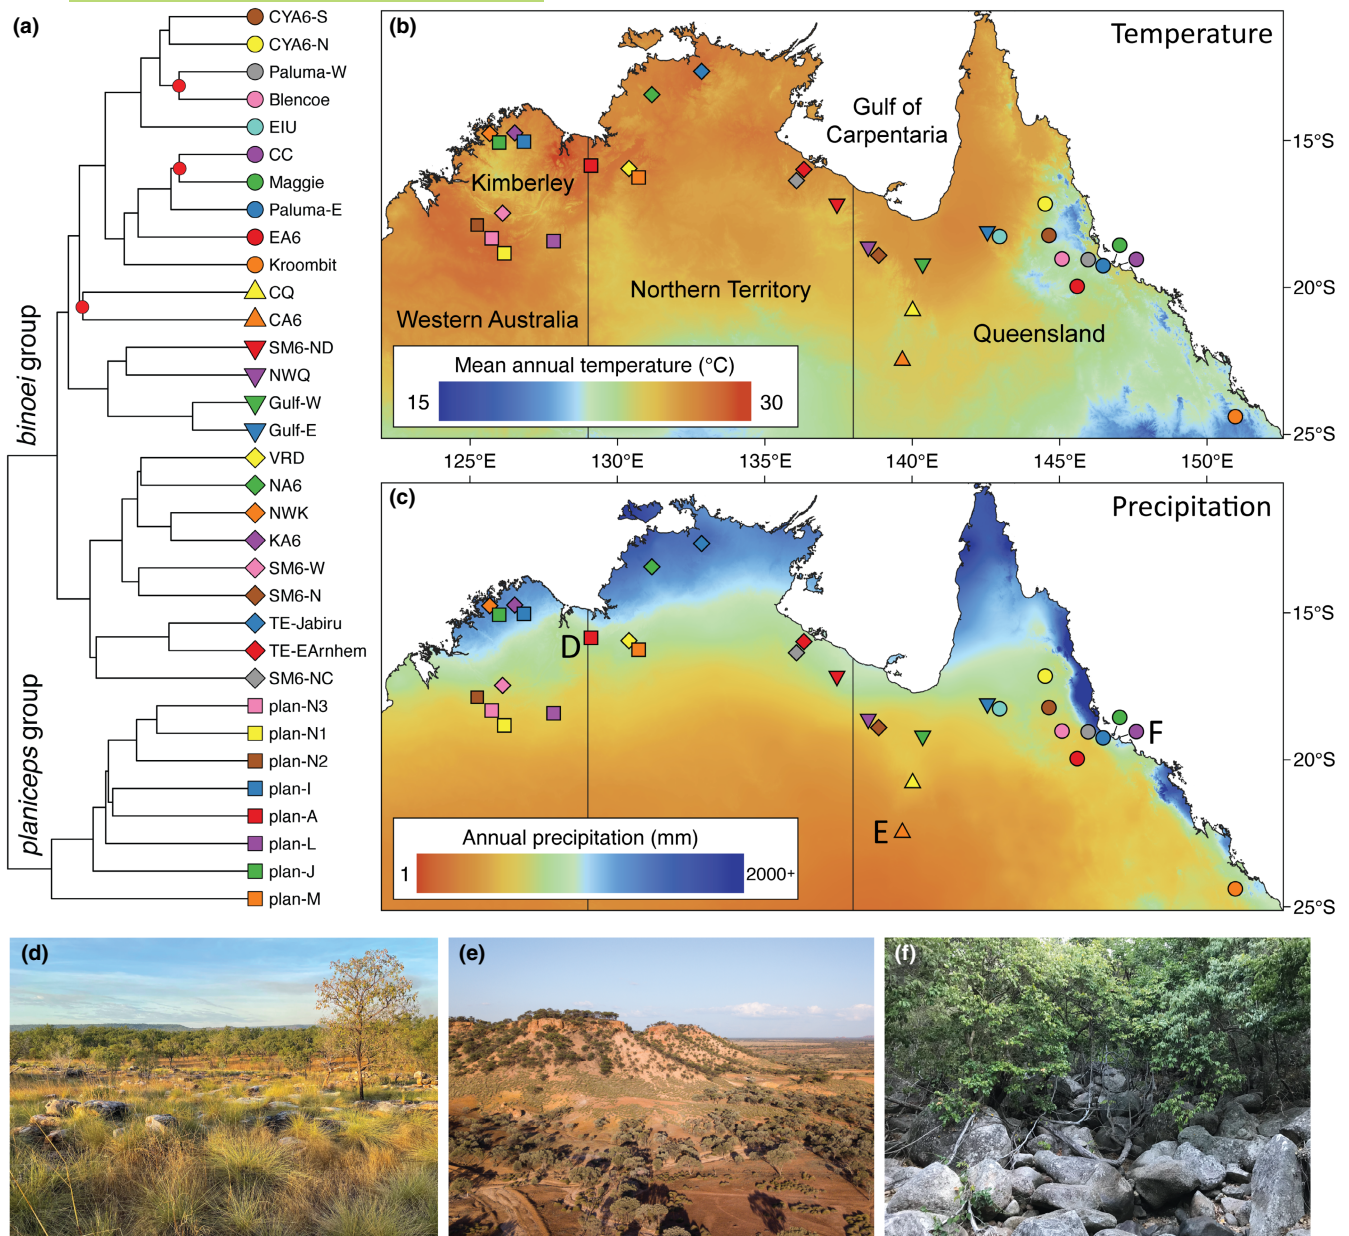 (a)
CYA6-S
CYA6-N
Paluma-W
Blencoe
EIU
CC
Maggie
Paluma-E
EA6
Kroombit
CQ
CA6
SM6-ND
NWQ
Gulf-W
Gulf-E
VRD
NA6
NWK
KA6
SM6-W
SM6-N
TE-Jabiru
TE-EArnhem
SM6-NC
plan-N3
plan-N1
plan-N2
plan-I
plan-A
plan-L
plan-J
plan-M
binoei group
planiceps group
(b)
Temperature
Gulf of
Carpentaria
Kimberley
Northern Territory
Western Australia
Queensland
Mean annual temperature (°C)
15
30
15°S
20°S
25°S
125°E
130°E
135°E
140°E
145°E
150°E
(c)
Precipitation
D
E
F
Annual precipitation (mm)
1
2000+
15°S
20°S
25°S
(d)
(e)
(f)